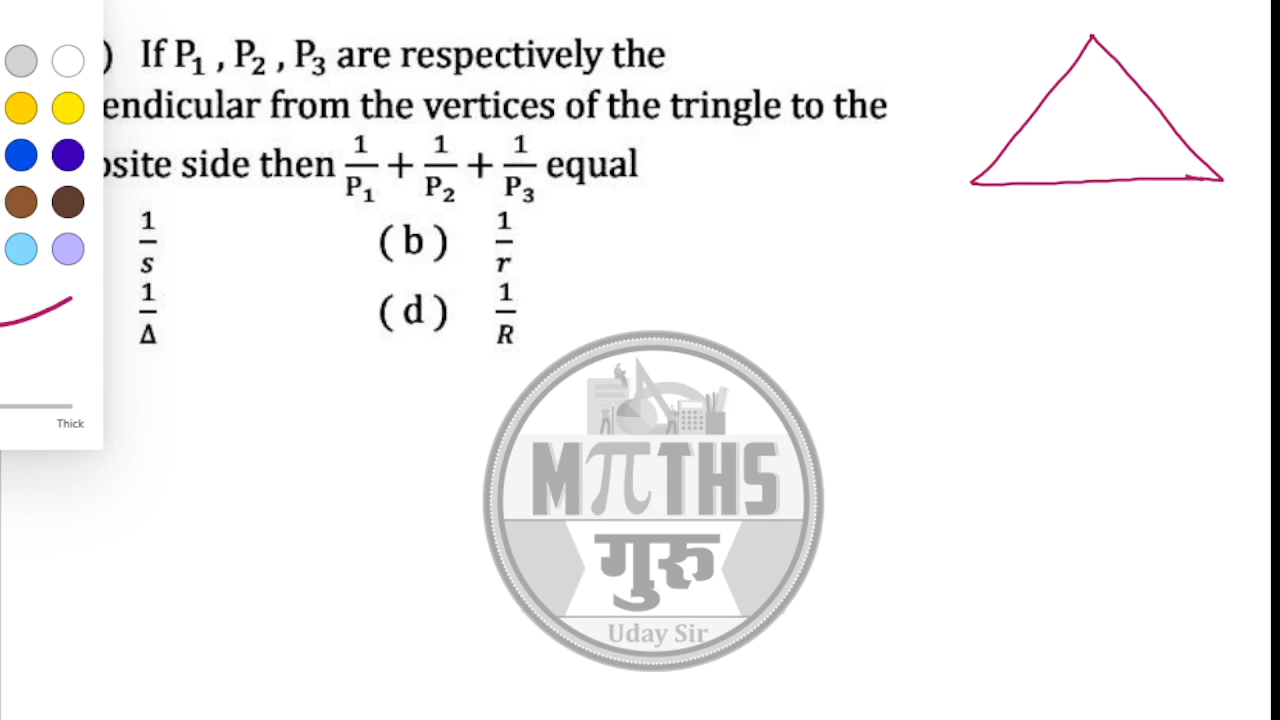 ) If P₁ , P₂ , P₃ are respectively the
endicular from the vertices of the tringle to the
site side then 1/P₁ + 1/P₂ + 1/P₃ equal
1/s (b) 1/r
1/Δ (d) 1/R
Thick
MπTHS
गुरु
Uday Sir